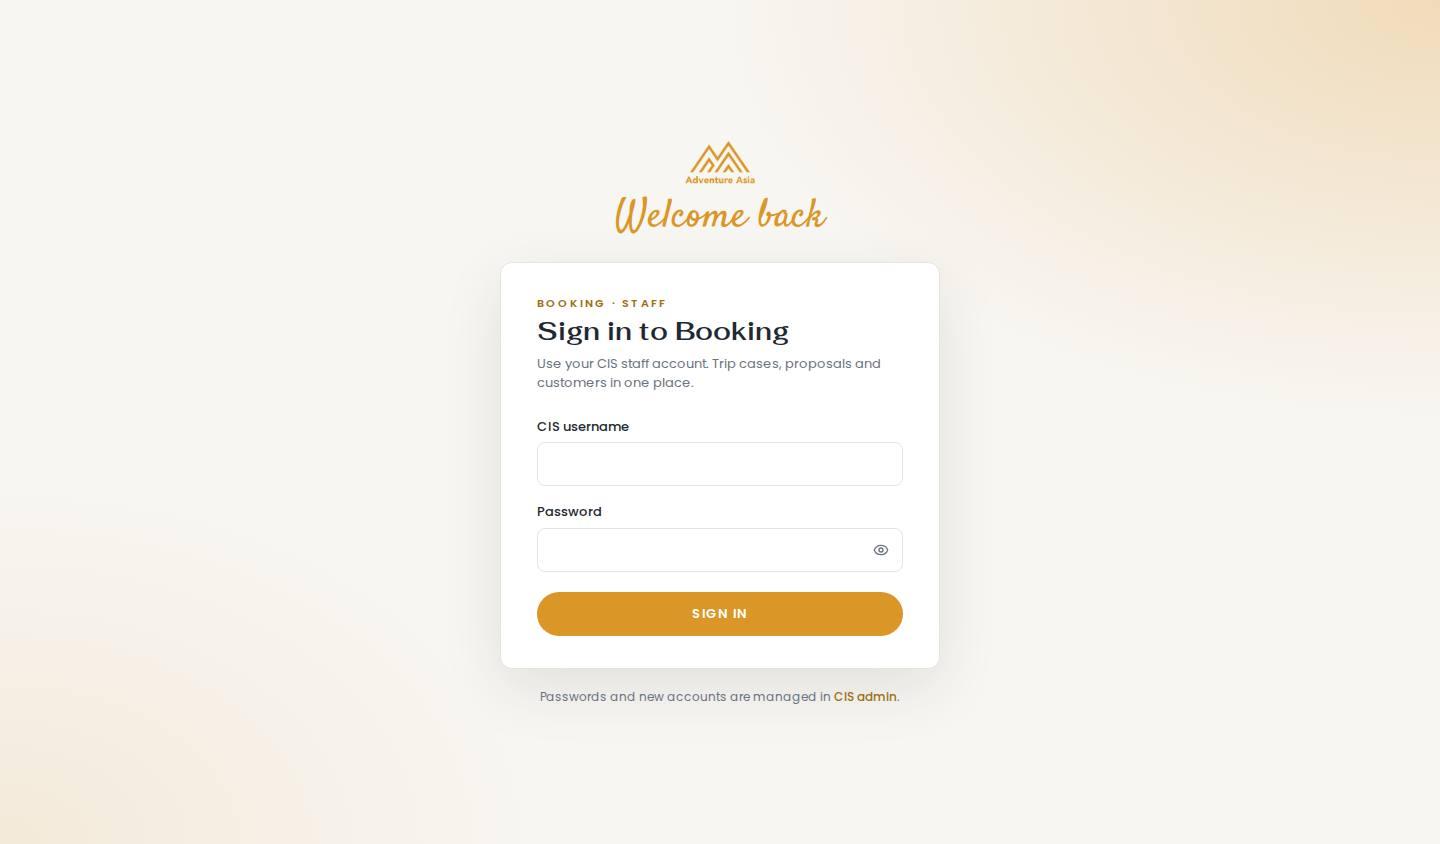 Adventure Asia
Welcome back
BOOKING · STAFF
Sign in to Booking
Use your CIS staff account. Trip cases, proposals and
customers in one place.
CIS username
Password
SIGN IN
Passwords and new accounts are managed in CIS admin.